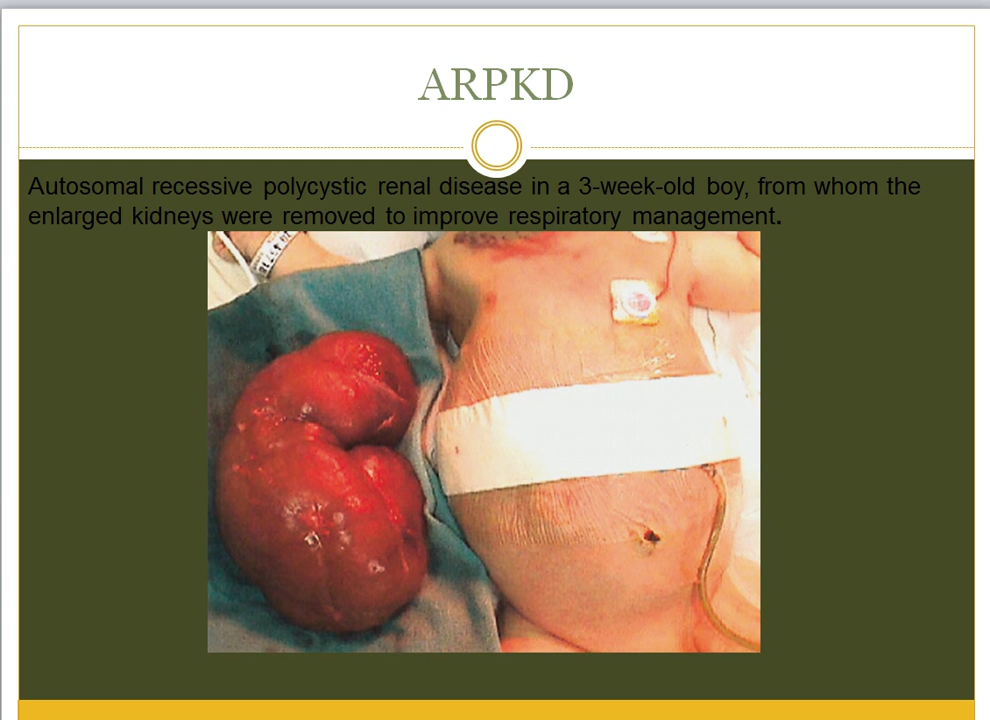 ARPKD
Autosomal recessive polycystic renal disease in a 3-week-old boy, from whom the
enlarged kidneys were removed to improve respiratory management.